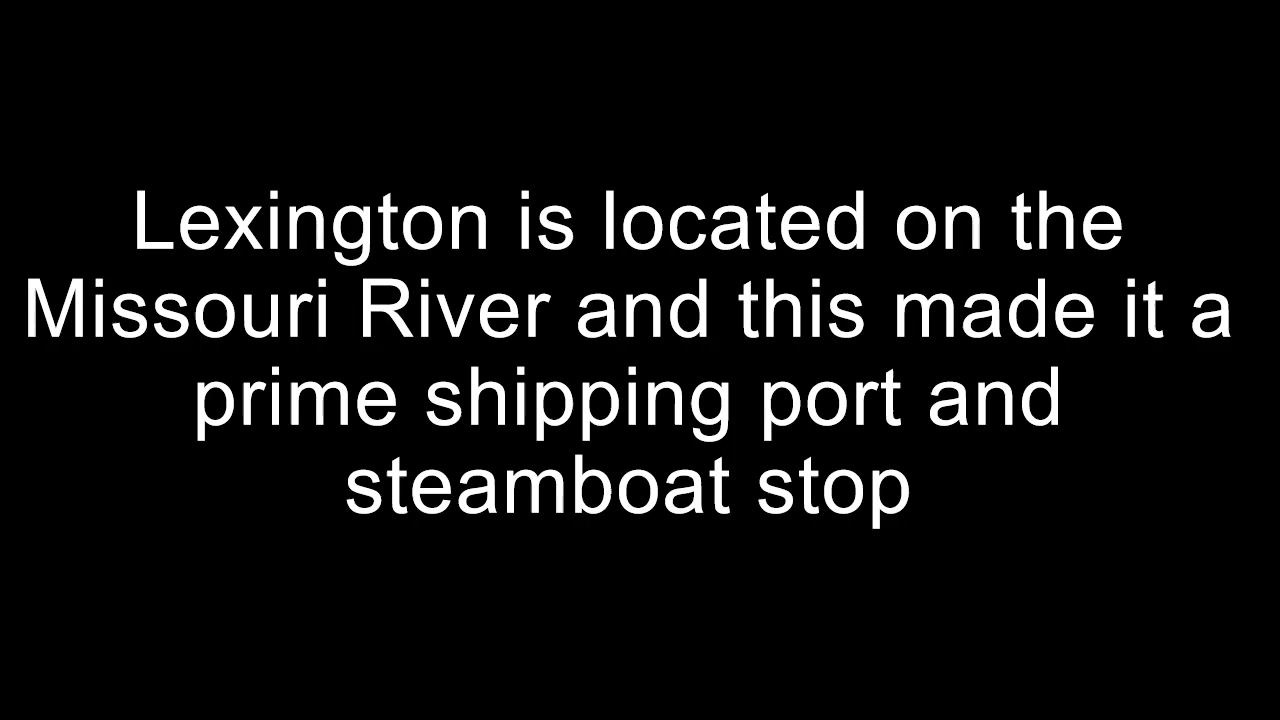 Lexington is located on the
Missouri River and this made it a
prime shipping port and
steamboat stop